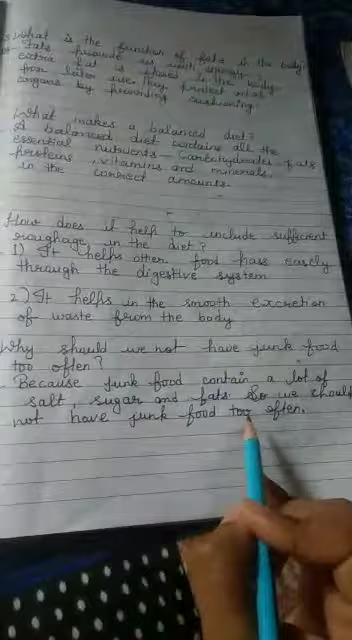 What is the function of fats in the body
Fats provide us with energy.
extra fat is stored in the body
for later use. They protect vital
organs by providing cushioning.
What makes a balanced diet?
A balanced diet contains all the
essential nutrients - Carbohydrates, fats
proteins, vitamins and minerals
in the correct amounts.
How does it help to include sufficient
roughage in the diet?
1) It helps other food pass easily
through the digestive system
2) It helps in the smooth excretion
of waste from the body
Why should we not have junk food
too often?
Because junk food contain a lot of
salt, sugar and fats So we should
not have junk food too often.